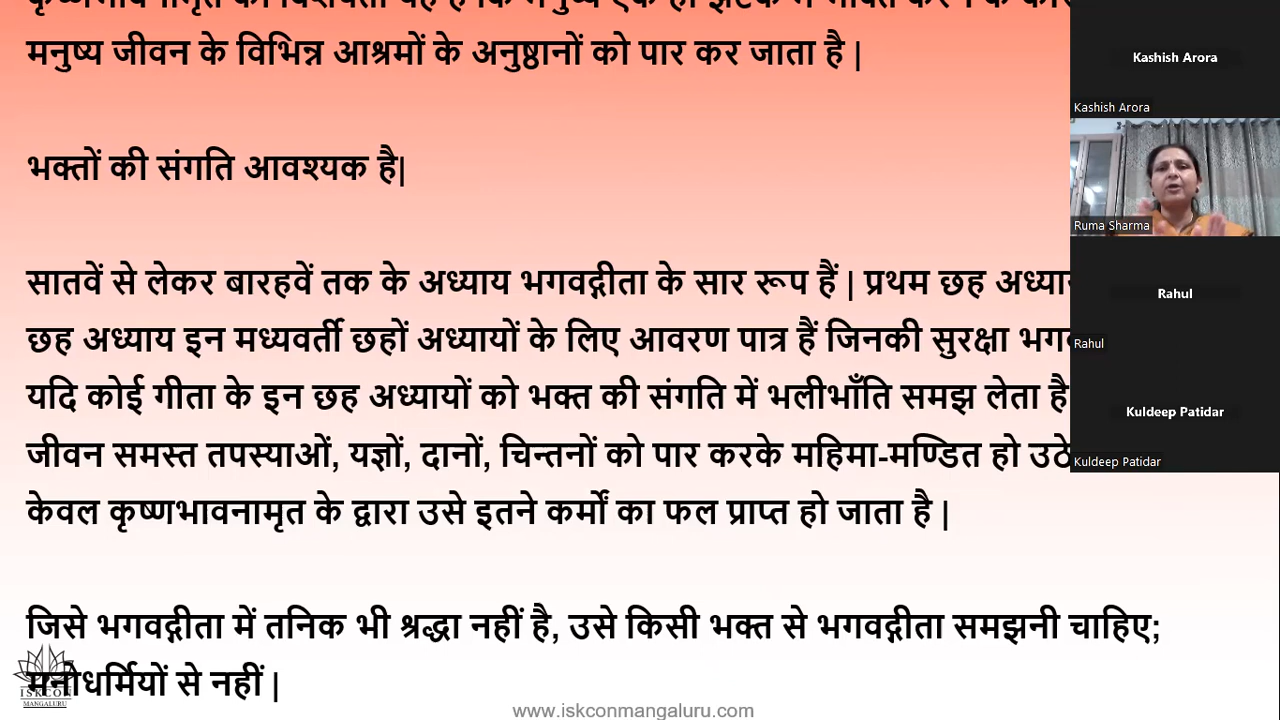 मनुष्य जीवन के विभिन्न आश्रमों के अनुष्ठानों को पार कर जाता है |
भक्तों की संगति आवश्यक है|
सातवें से लेकर बारहवें तक के अध्याय भगवद्गीता के सार रूप हैं | प्रथम छह
छह अध्याय इन मध्यवर्ती छहों अध्यायों के लिए आवरण पात्र हैं जिनकी सुरक्षा
यदि कोई गीता के इन छह अध्यायों को भक्त की संगति में भलीभाँति समझ लेता है
जीवन समस्त तपस्याओं, यज्ञों, दानों, चिन्तनों को पार करके महिमा-मण्डित हो
केवल कृष्णभावनामृत के द्वारा उसे इतने कर्मों का फल प्राप्त हो जाता है |
जिसे भगवद्गीता में तनिक भी श्रद्धा नहीं है, उसे किसी भक्त से भगवद्गीता समझनी चाहिए;
मनोधर्मियों से नहीं |
ISKCON
MANGALURU
www.iskconmangaluru.com
Kashish Arora
Kashish Arora
Ruma Sharma
Rahul
Rahul
Kuldeep Patidar
Kuldeep Patidar